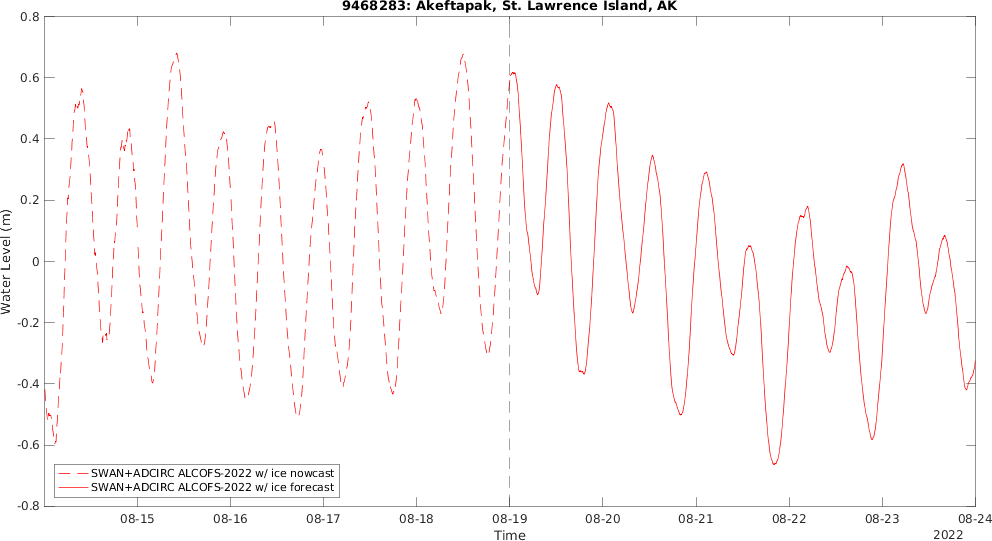 9468283: Akeftapak, St. Lawrence Island, AK
0.8
0.6
0.4
0.2
0
-0.2
-0.4
-0.6
-0.8
Water Level (m)
SWAN+ADCIRC ALCOFS-2022 w/ ice nowcast
SWAN+ADCIRC ALCOFS-2022 w/ ice forecast
08-15 08-16 08-17 08-18 08-19 08-20 08-21 08-22 08-23 08-24
Time
2022